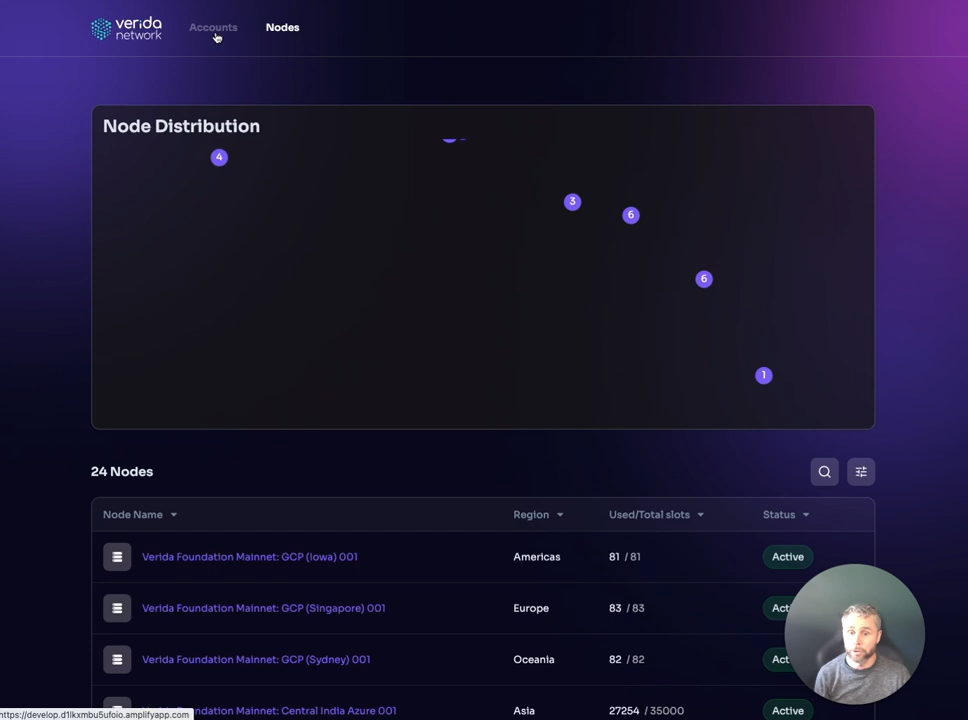 verida
network
Accounts
Nodes
Node Distribution
4
3
6
6
1
24 Nodes
Node Name
Region
Used/Total slots
Status
Verida Foundation Mainnet: GCP (Iowa) 001
Americas
81 / 81
Active
Verida Foundation Mainnet: GCP (Singapore) 001
Europe
83 / 83
Verida Foundation Mainnet: GCP (Sydney) 001
Oceania
82 / 82
Verida Foundation Mainnet: Central India Azure 001
Asia
27254 / 35000
Active
https://develop.d1lkxmbu5ufoio.amplifyapp.com